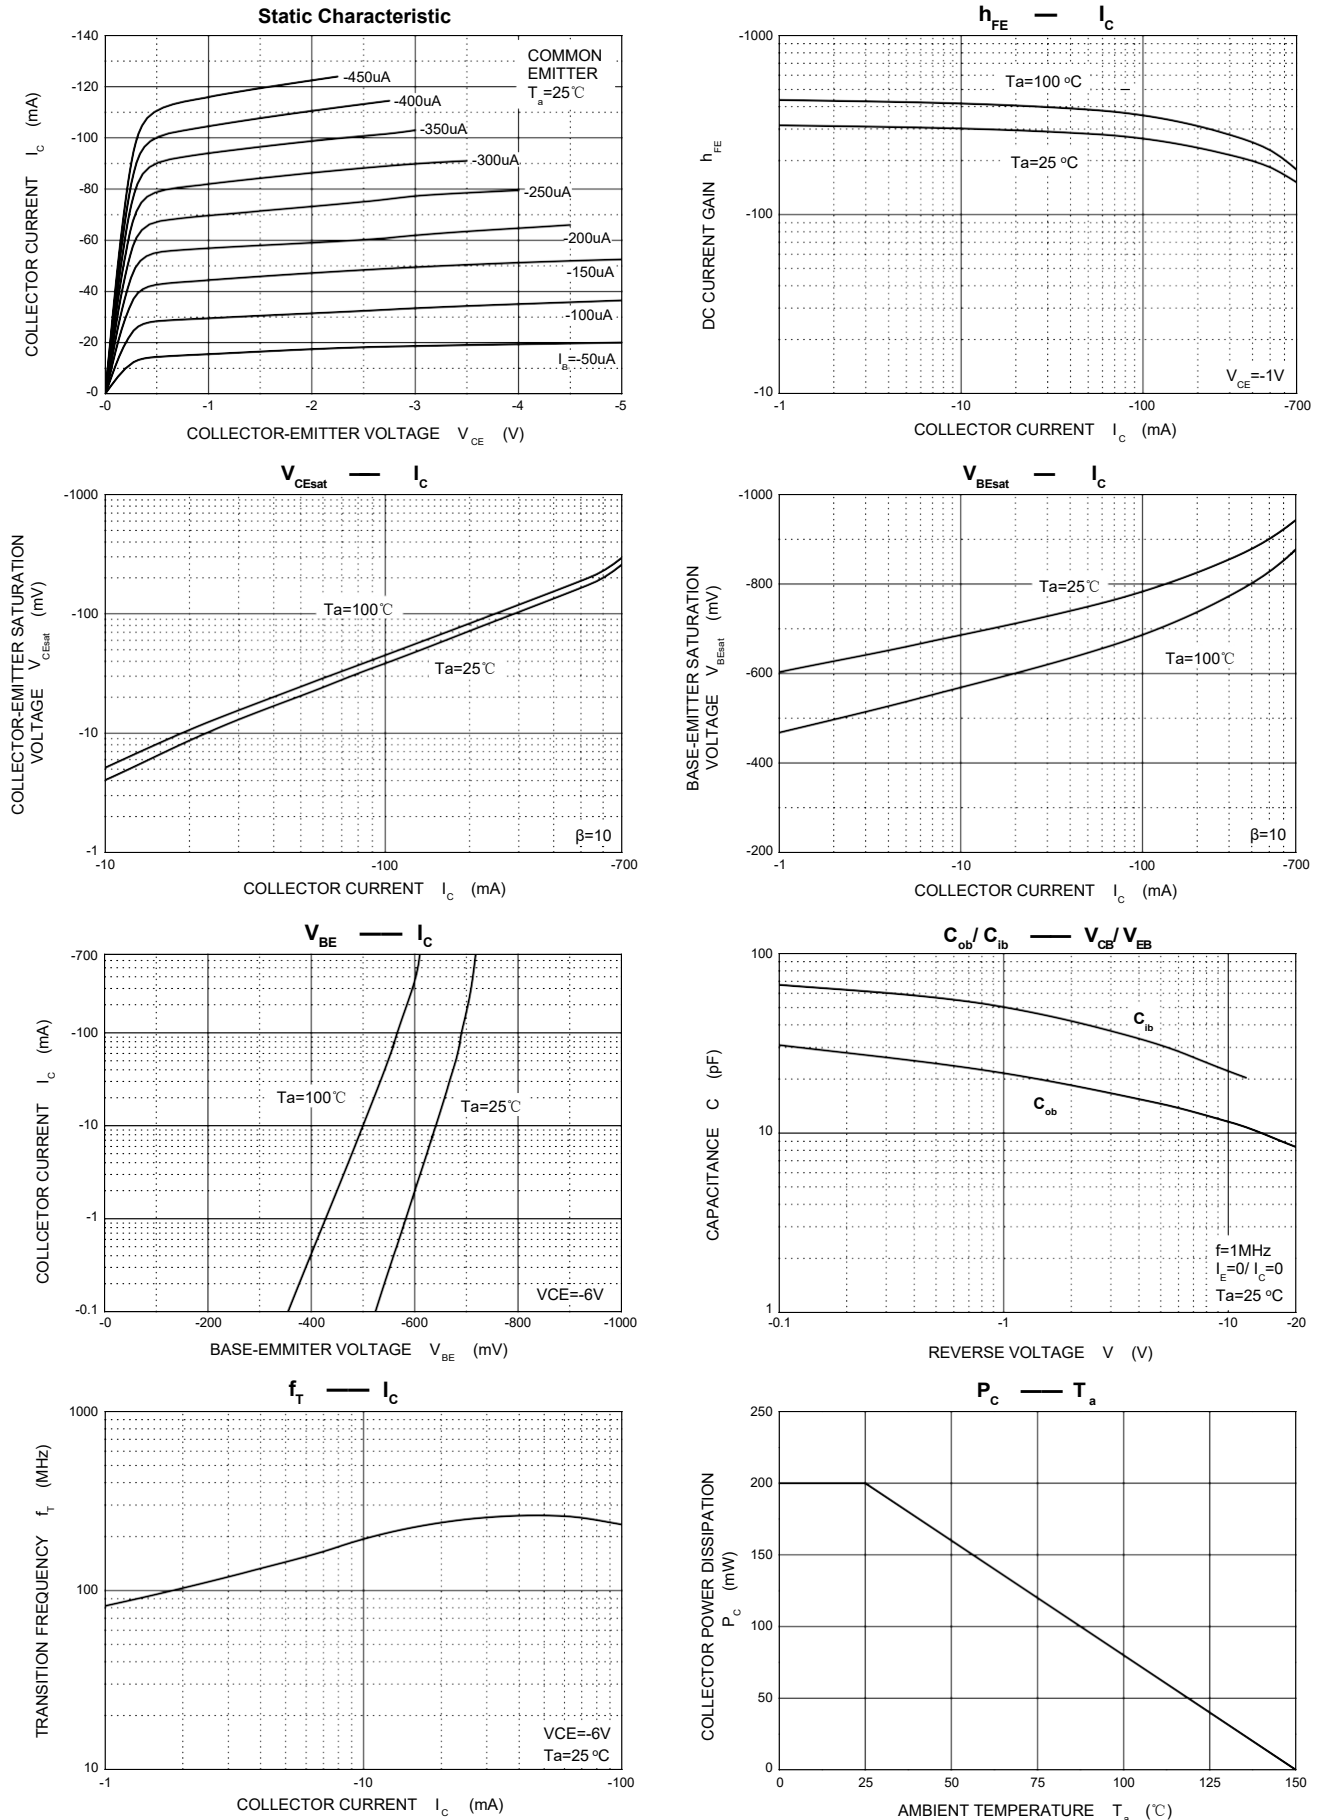 Static Characteristic
-140
-120
-100
-80
-60
-40
-20
-0
-0 -1 -2 -3 -4 -5
COLLECTOR CURRENT I_C (mA)
COLLECTOR-EMITTER VOLTAGE V_CE (V)
COMMON
EMITTER
T_a=25℃
-450uA
-400uA
-350uA
-300uA
-250uA
-200uA
-150uA
-100uA
I_B=-50uA
h_FE — I_C
-1000
-100
-10
-1 -10 -100 -700
DC CURRENT GAIN h_FE
COLLECTOR CURRENT I_C (mA)
Ta=100 ºC
Ta=25 ºC
V_CE=-1V
V_CEsat — I_C
-1000
-100
-10
-1
-10 -100 -700
COLLECTOR-EMITTER SATURATION
VOLTAGE V_CEsat (mV)
COLLECTOR CURRENT I_C (mA)
Ta=100℃
Ta=25℃
β=10
V_BEsat — I_C
-1000
-800
-600
-400
-200
-1 -10 -100 -700
BASE-EMITTER SATURATION
VOLTAGE V_BEsat (mV)
COLLECTOR CURRENT I_C (mA)
Ta=25℃
Ta=100℃
β=10
V_BE — I_C
-700
-100
-10
-1
-0.1
-0 -200 -400 -600 -800 -1000
COLLCETOR CURRENT I_C (mA)
BASE-EMMITER VOLTAGE V_BE (mV)
Ta=100℃
Ta=25℃
VCE=-6V
C_ob/ C_ib — V_CB/ V_EB
100
10
1
-0.1 -1 -10 -20
CAPACITANCE C (pF)
REVERSE VOLTAGE V (V)
C_ib
C_ob
f=1MHz
I_E=0/ I_C=0
Ta=25 ºC
f_T — I_C
1000
100
10
-1 -10 -100
TRANSITION FREQUENCY f_T (MHz)
COLLECTOR CURRENT I_C (mA)
VCE=-6V
Ta=25 ºC
P_C — T_a
250
200
150
100
50
0
0 25 50 75 100 125 150
COLLECTOR POWER DISSIPATION
P_C (mW)
AMBIENT TEMPERATURE T_a (℃)